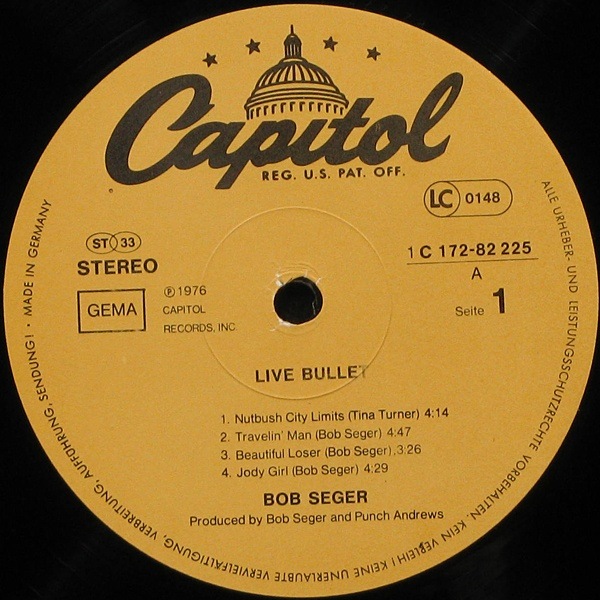 Capitol
REG. U.S. PAT. OFF.
LC 0148
ST 33
STEREO
GEMA
℗ 1976
CAPITOL
RECORDS, INC.
1 C 172-82 225
A
Seite 1
LIVE BULLET
1. Nutbush City Limits (Tina Turner) 4:14
2. Travelin' Man (Bob Seger) 4:47
3. Beautiful Loser (Bob Seger) 3:26
4. Jody Girl (Bob Seger) 4:29
BOB SEGER
Produced by Bob Seger and Punch Andrews
ALLE URHEBER- UND LEISTUNGSSCHUTZRECHTE VORBEHALTEN. KEIN VERLEIH! KEINE UNERLAUBTE VERVIELFÄLTIGUNG, VERBREITUNG, AUFFÜHRUNG, SENDUNG! · MADE IN GERMANY